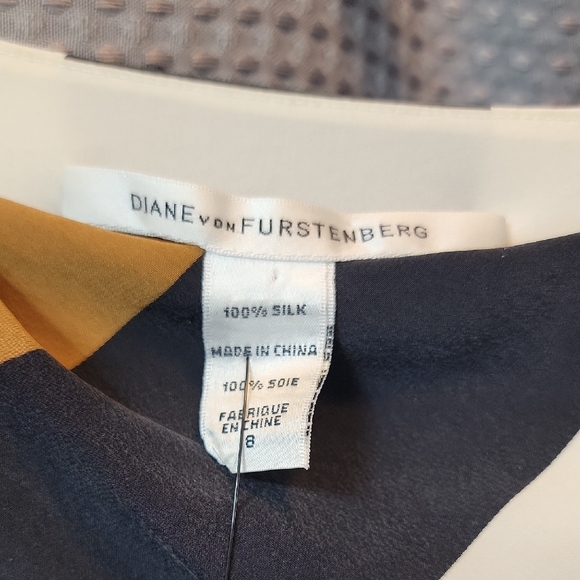 DIANE VON FURSTENBERG
100% SILK
MADE IN CHINA
100% SOIE
FABRIQUE
EN CHINE
8